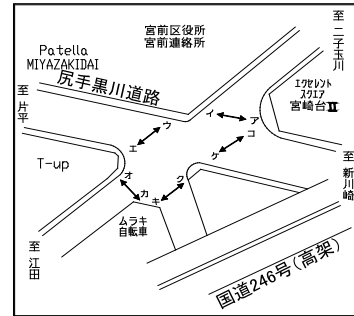 宮前区役所
宮前連絡所
至二子玉川
Patella
MIYAZAKIDAI
尻手黒川道路
至片平
エクセレント
スクエア
宮崎台Ⅱ
イ
ア
ウ
コ
エ
ケ
T-up
オ
カ
キ
ク
ムラキ
自転車
至新川崎
至江田
国道246号(高架)